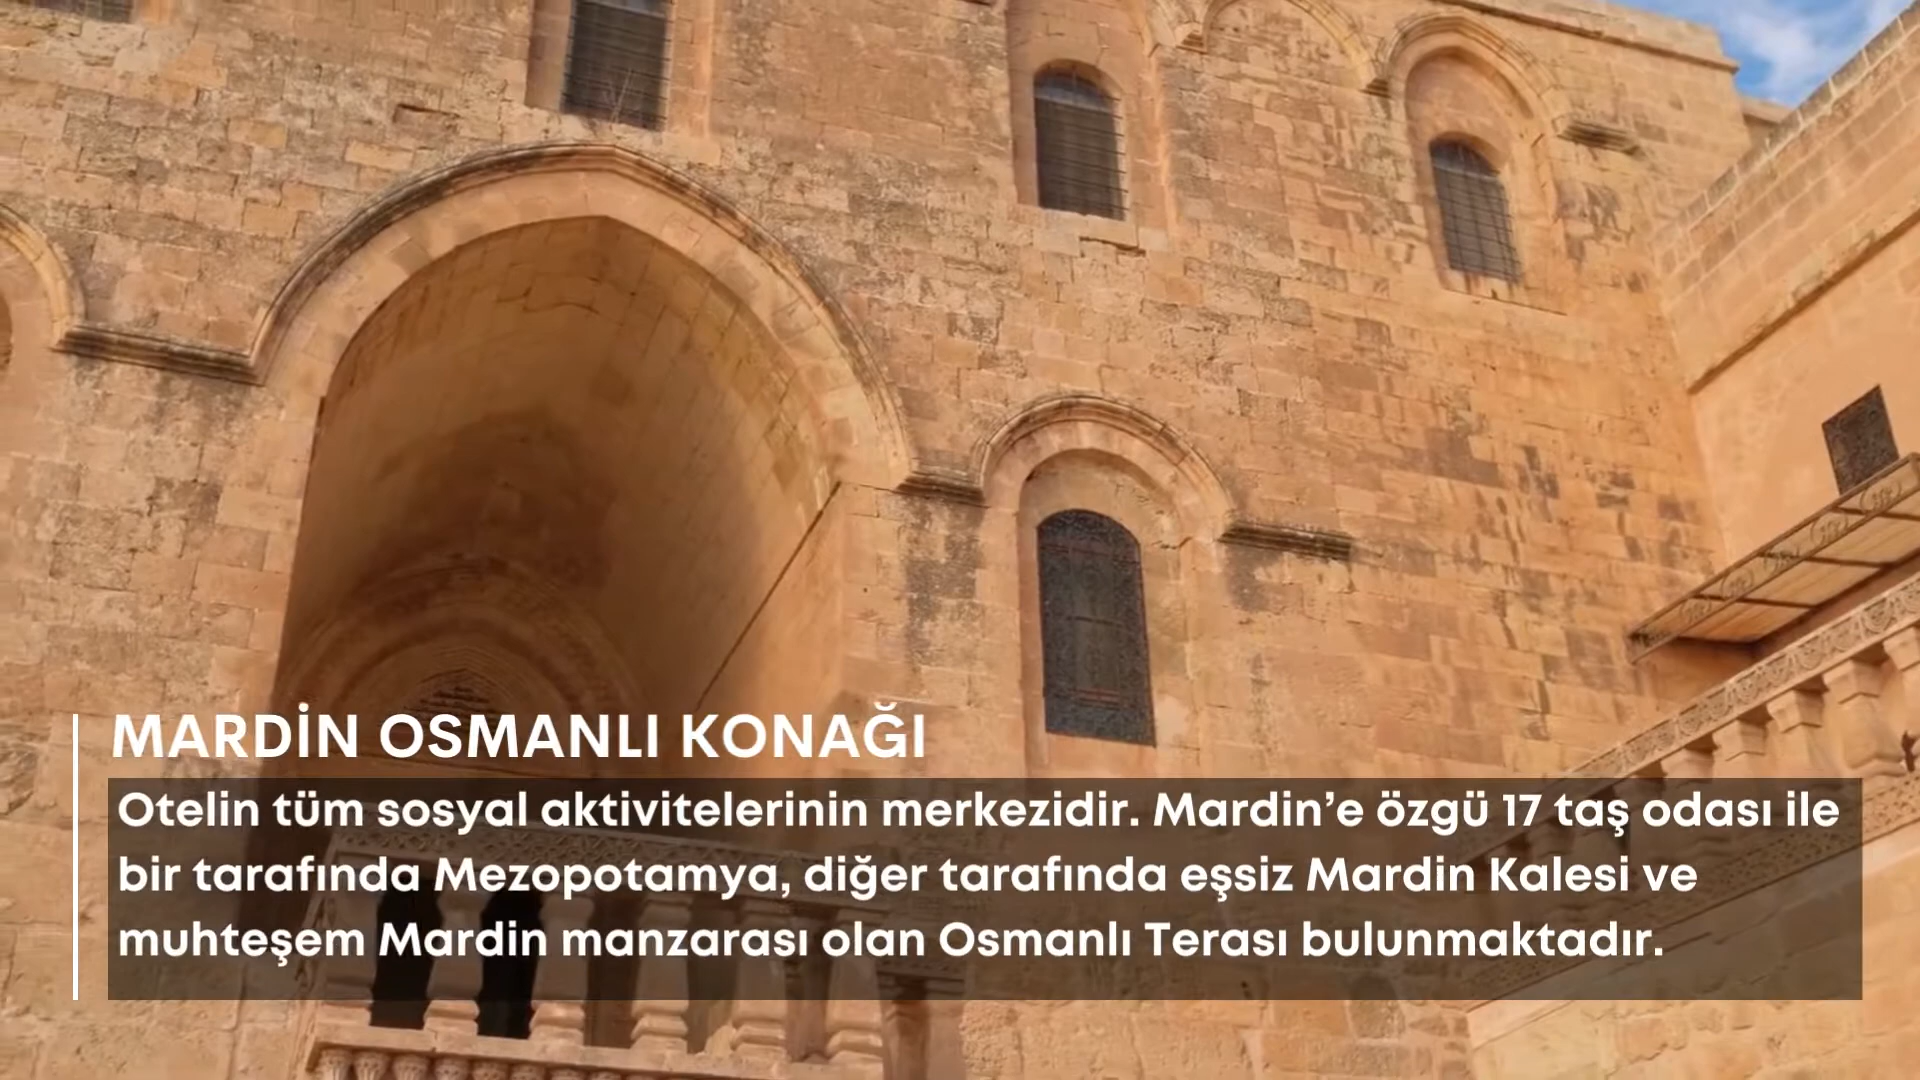 MARDİN OSMANLI KONAĞI
Otelin tüm sosyal aktivitelerinin merkezidir. Mardin’e özgü 17 taş odası ile
bir tarafında Mezopotamya, diğer tarafında eşsiz Mardin Kalesi ve
muhteşem Mardin manzarası olan Osmanlı Terası bulunmaktadır.